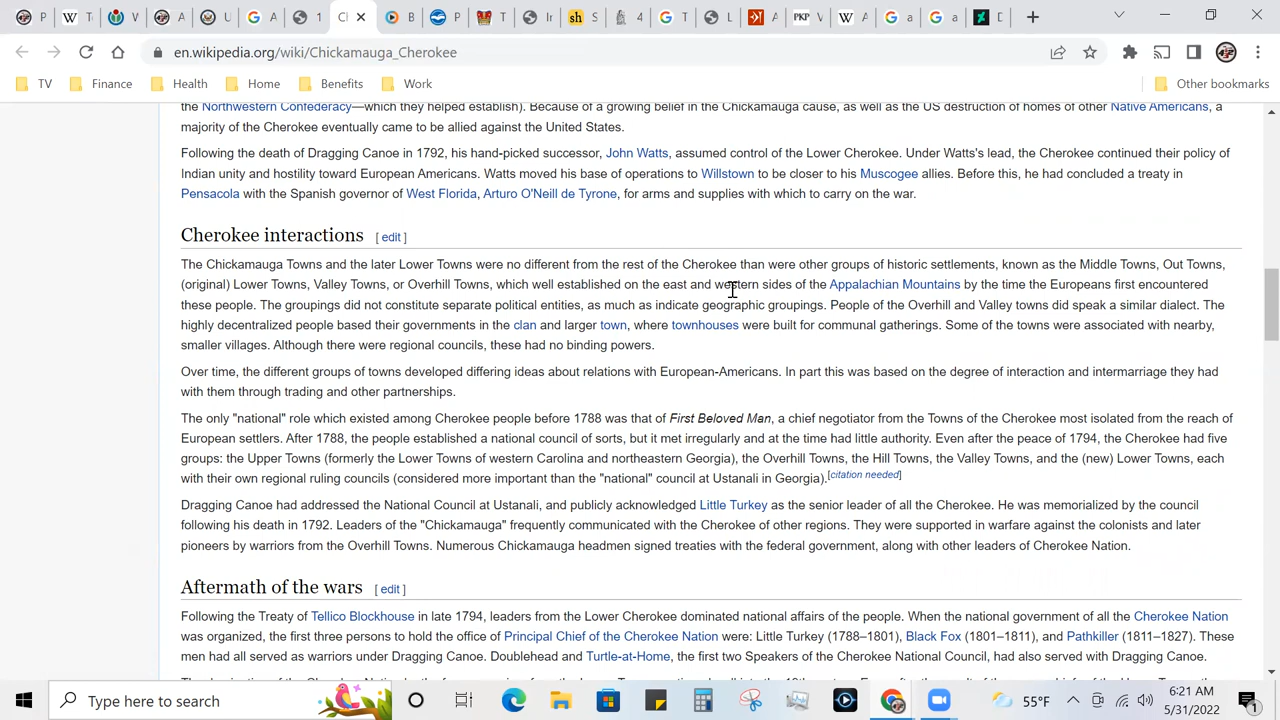 P
T
V
A
U
A
1
Ci
B
P
T
Ir
S
4
T
L
A
PKP
V
W
A
a
a
D
en.wikipedia.org/wiki/Chickamauga_Cherokee
TV
Finance
Health
Home
Benefits
Work
Other bookmarks
the Northwestern Confederacy—which they helped establish). Because of a growing belief in the Chickamauga cause, as well as the US destruction of homes of other Native Americans, a
majority of the Cherokee eventually came to be allied against the United States.
Following the death of Dragging Canoe in 1792, his hand-picked successor, John Watts, assumed control of the Lower Cherokee. Under Watts's lead, the Cherokee continued their policy of
Indian unity and hostility toward European Americans. Watts moved his base of operations to Willstown to be closer to his Muscogee allies. Before this, he had concluded a treaty in
Pensacola with the Spanish governor of West Florida, Arturo O'Neill de Tyrone, for arms and supplies with which to carry on the war.
Cherokee interactions [ edit ]
The Chickamauga Towns and the later Lower Towns were no different from the rest of the Cherokee than were other groups of historic settlements, known as the Middle Towns, Out Towns,
(original) Lower Towns, Valley Towns, or Overhill Towns, which well established on the east and western sides of the Appalachian Mountains by the time the Europeans first encountered
these people. The groupings did not constitute separate political entities, as much as indicate geographic groupings. People of the Overhill and Valley towns did speak a similar dialect. The
highly decentralized people based their governments in the clan and larger town, where townhouses were built for communal gatherings. Some of the towns were associated with nearby,
smaller villages. Although there were regional councils, these had no binding powers.
Over time, the different groups of towns developed differing ideas about relations with European-Americans. In part this was based on the degree of interaction and intermarriage they had
with them through trading and other partnerships.
The only "national" role which existed among Cherokee people before 1788 was that of First Beloved Man, a chief negotiator from the Towns of the Cherokee most isolated from the reach of
European settlers. After 1788, the people established a national council of sorts, but it met irregularly and at the time had little authority. Even after the peace of 1794, the Cherokee had five
groups: the Upper Towns (formerly the Lower Towns of western Carolina and northeastern Georgia), the Overhill Towns, the Hill Towns, the Valley Towns, and the (new) Lower Towns, each
with their own regional ruling councils (considered more important than the "national" council at Ustanali in Georgia).[citation needed]
Dragging Canoe had addressed the National Council at Ustanali, and publicly acknowledged Little Turkey as the senior leader of all the Cherokee. He was memorialized by the council
following his death in 1792. Leaders of the "Chickamauga" frequently communicated with the Cherokee of other regions. They were supported in warfare against the colonists and later
pioneers by warriors from the Overhill Towns. Numerous Chickamauga headmen signed treaties with the federal government, along with other leaders of Cherokee Nation.
Aftermath of the wars [ edit ]
Following the Treaty of Tellico Blockhouse in late 1794, leaders from the Lower Cherokee dominated national affairs of the people. When the national government of all the Cherokee Nation
was organized, the first three persons to hold the office of Principal Chief of the Cherokee Nation were: Little Turkey (1788–1801), Black Fox (1801–1811), and Pathkiller (1811–1827). These
men had all served as warriors under Dragging Canoe. Doublehead and Turtle-at-Home, the first two Speakers of the Cherokee National Council, had also served with Dragging Canoe.
Type here to search
55°F
6:21 AM
5/31/2022
1